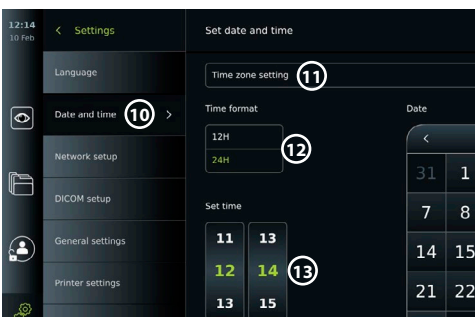 12:14
10 Feb
Settings
Language
Date and time 10
Network setup
DICOM setup
General settings
Printer settings
Set date and time
Time zone setting 11
Time format
12H
24H
12
Set time
11 13
12 14 13
13 15
Date
31 1
7 8
14 15
21 22